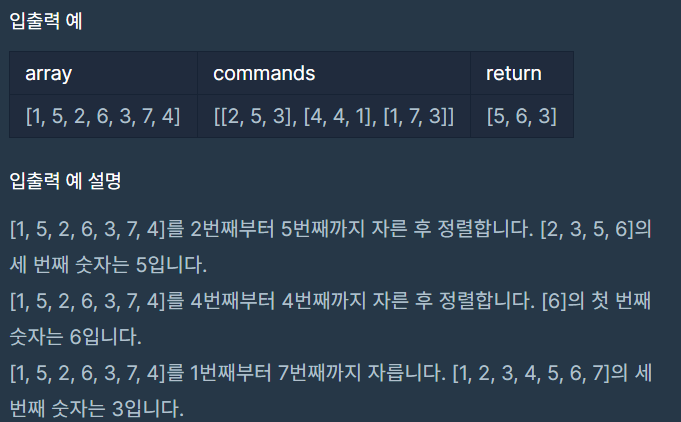 입출력 예
array commands return
[1, 5, 2, 6, 3, 7, 4] [[2, 5, 3], [4, 4, 1], [1, 7, 3]] [5, 6, 3]
입출력 예 설명
[1, 5, 2, 6, 3, 7, 4]를 2번째부터 5번째까지 자른 후 정렬합니다. [2, 3, 5, 6]의
세 번째 숫자는 5입니다.
[1, 5, 2, 6, 3, 7, 4]를 4번째부터 4번째까지 자른 후 정렬합니다. [6]의 첫 번째
숫자는 6입니다.
[1, 5, 2, 6, 3, 7, 4]를 1번째부터 7번째까지 자릅니다. [1, 2, 3, 4, 5, 6, 7]의 세
번째 숫자는 3입니다.